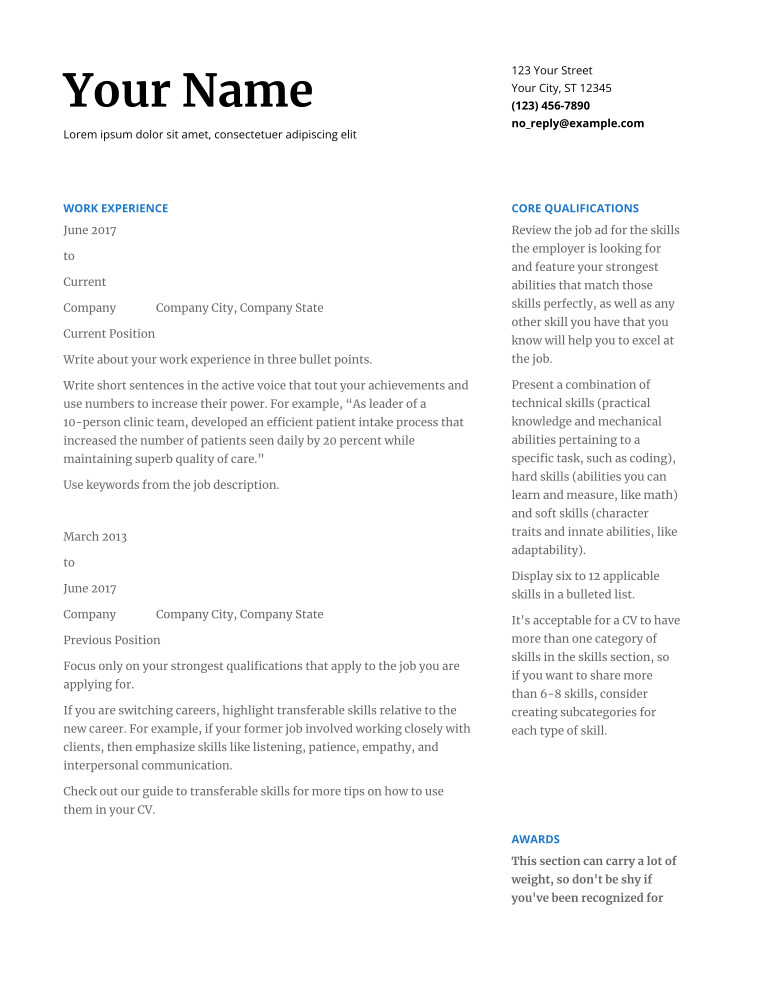 Your Name
Lorem ipsum dolor sit amet, consectetuer adipiscing elit
123 Your Street
Your City, ST 12345
(123) 456-7890
no_reply@example.com
WORK EXPERIENCE
June 2017
to
Current
Company Company City, Company State
Current Position
Write about your work experience in three bullet points.
Write short sentences in the active voice that tout your achievements and
use numbers to increase their power. For example, “As leader of a
10-person clinic team, developed an efficient patient intake process that
increased the number of patients seen daily by 20 percent while
maintaining superb quality of care.”
Use keywords from the job description.
March 2013
to
June 2017
Company Company City, Company State
Previous Position
Focus only on your strongest qualifications that apply to the job you are
applying for.
If you are switching careers, highlight transferable skills relative to the
new career. For example, if your former job involved working closely with
clients, then emphasize skills like listening, patience, empathy, and
interpersonal communication.
Check out our guide to transferable skills for more tips on how to use
them in your CV.
CORE QUALIFICATIONS
Review the job ad for the skills
the employer is looking for
and feature your strongest
abilities that match those
skills perfectly, as well as any
other skill you have that you
know will help you to excel at
the job.
Present a combination of
technical skills (practical
knowledge and mechanical
abilities pertaining to a
specific task, such as coding),
hard skills (abilities you can
learn and measure, like math)
and soft skills (character
traits and innate abilities, like
adaptability).
Display six to 12 applicable
skills in a bulleted list.
It's acceptable for a CV to have
more than one category of
skills in the skills section, so
if you want to share more
than 6-8 skills, consider
creating subcategories for
each type of skill.
AWARDS
This section can carry a lot of
weight, so don't be shy if
you've been recognized for